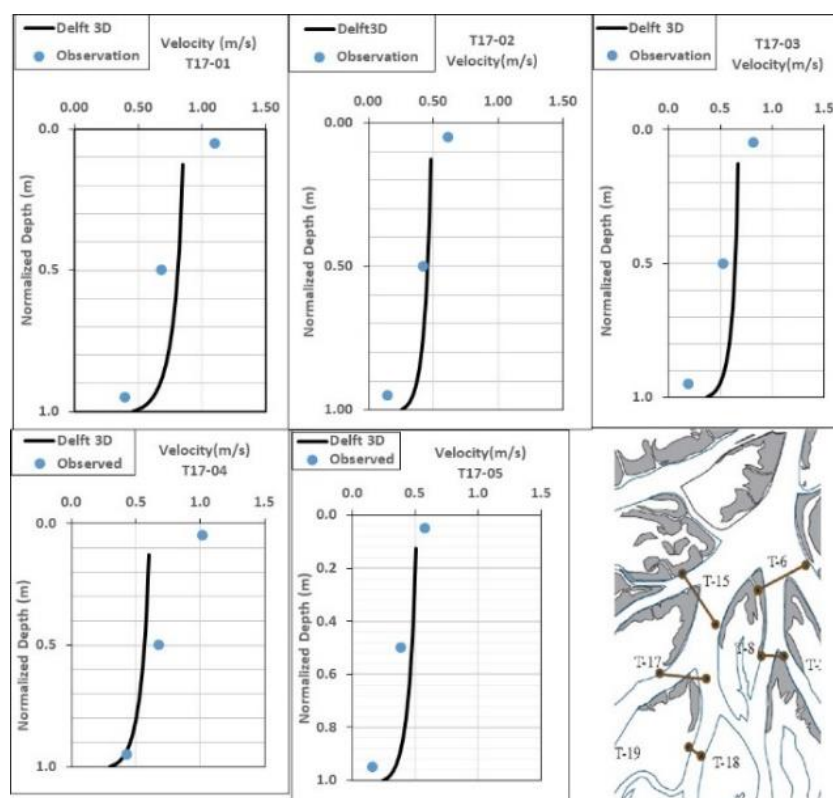 Delft 3D
Observation
Velocity (m/s)
T17-01
0.00 0.50 1.00 1.50
0.0
0.5
1.0
Normalized Depth (m)
Delft3D
Observation
T17-02
Velocity(m/s)
0.00 0.50 1.00 1.50
0.00
0.50
1.00
Normalized Depth (m)
Delft 3D
Observation
T17-03
Velocity(m/s)
0.0 0.5 1.0 1.5
0.0
0.5
1.0
Normalized Depth (m)
Delft 3D
Observed
Velocity(m/s)
T17-04
0.0 0.5 1.0 1.5
0.0
0.5
1.0
Normalized Depth (m)
Delft 3D
Observed
Velocity(m/s)
T17-05
0.0 0.5 1.0 1.5
0.0
0.2
0.4
0.6
0.8
1.0
Normalized Depth (m)
T-6
T-15
T-8
T-17
T-19
T-18